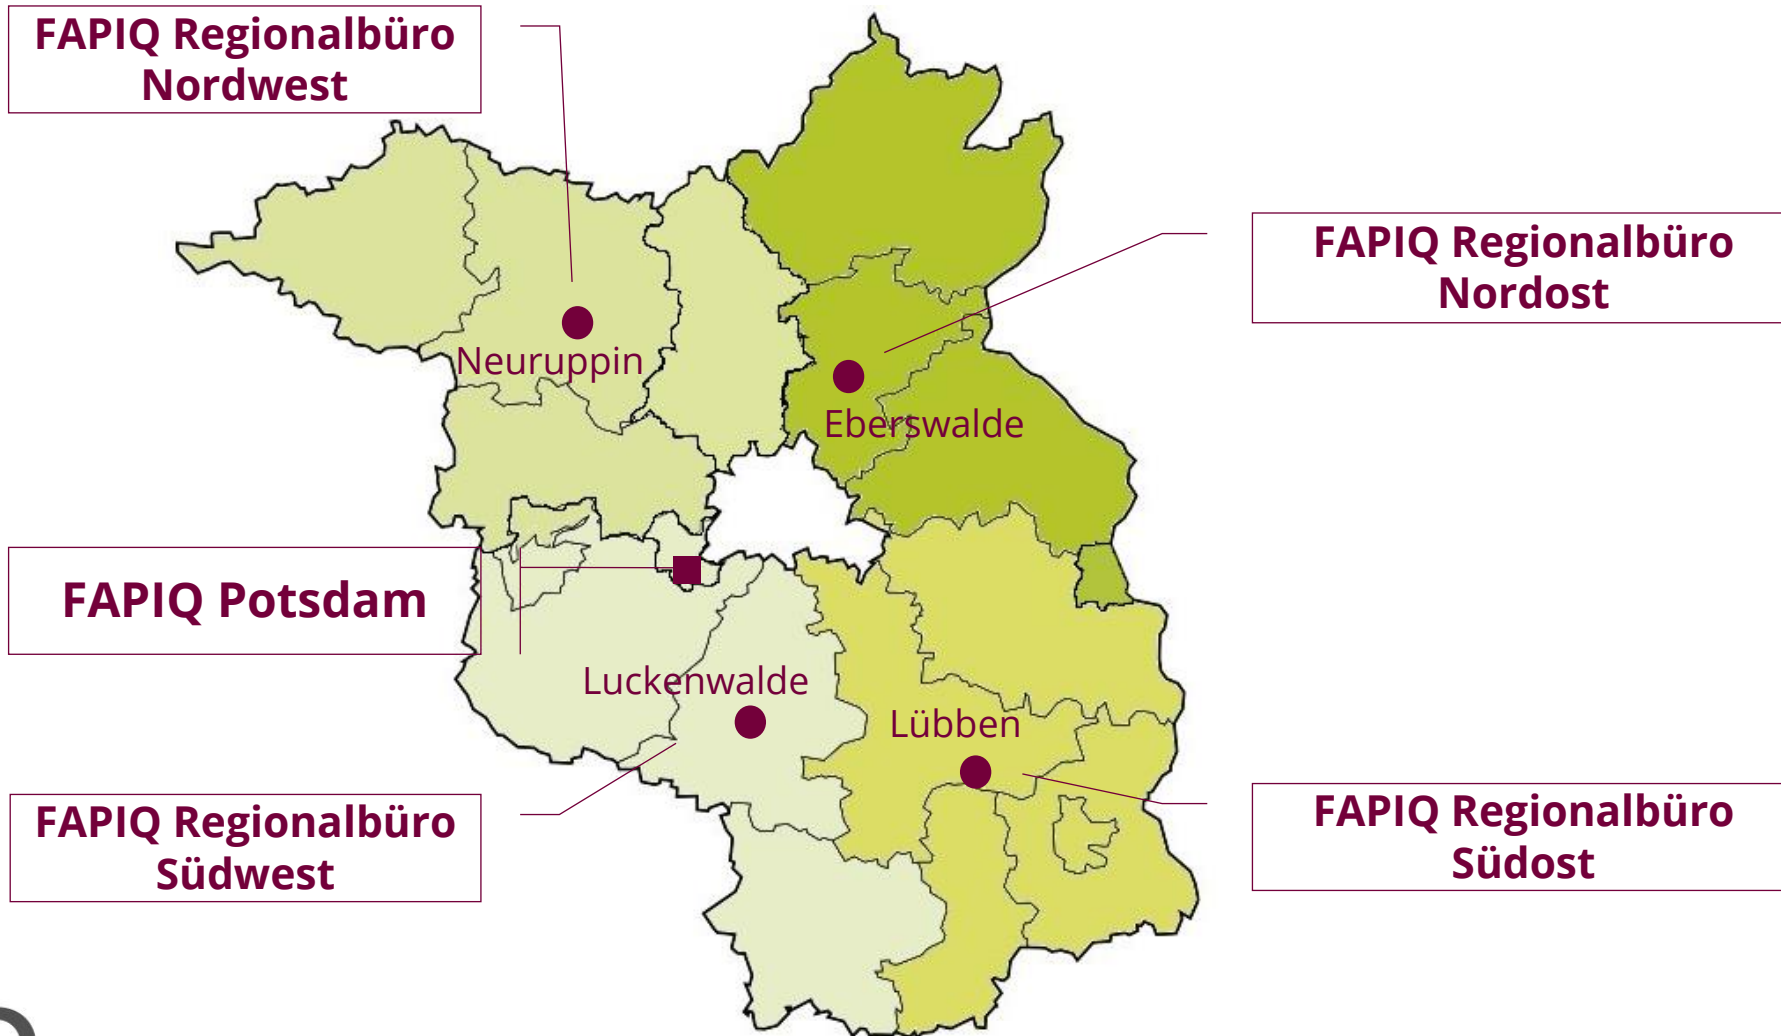 FAPIQ Regionalbüro
Nordwest
FAPIQ Regionalbüro
Nordost
Neuruppin
Eberswalde
FAPIQ Potsdam
Luckenwalde
Lübben
FAPIQ Regionalbüro
Südwest
FAPIQ Regionalbüro
Südost